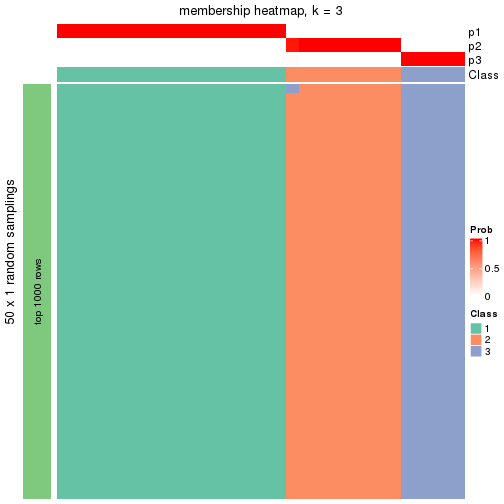 membership heatmap, k = 3
p1
p2
p3
Class
50 x 1 random samplings
top 1000 rows
Prob
1
0.5
0
Class
1
2
3